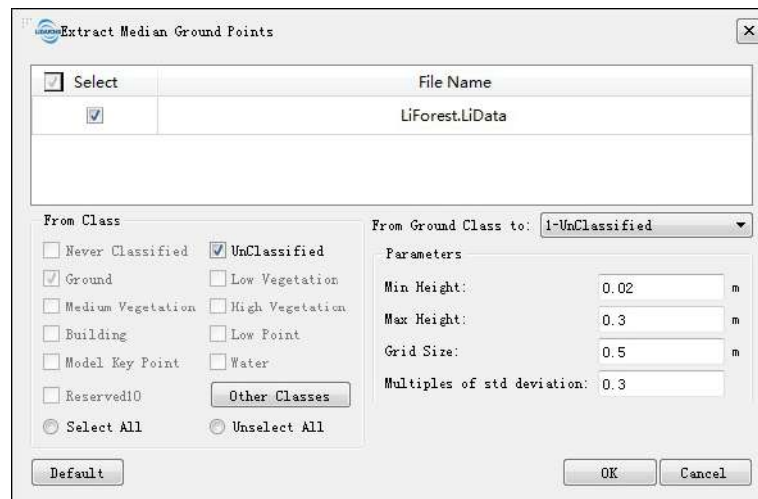 Extract Median Ground Points
Select File Name
LiForest.LiData
From Class
Never Classified UnClassified
Ground Low Vegetation
Medium Vegetation High Vegetation
Building Low Point
Model Key Point Water
Reserved10 Other Classes
Select All Unselect All
From Ground Class to: 1-UnClassified
Parameters
Min Height: 0.02 m
Max Height: 0.3 m
Grid Size: 0.5 m
Multiples of std deviation: 0.3
Default OK Cancel